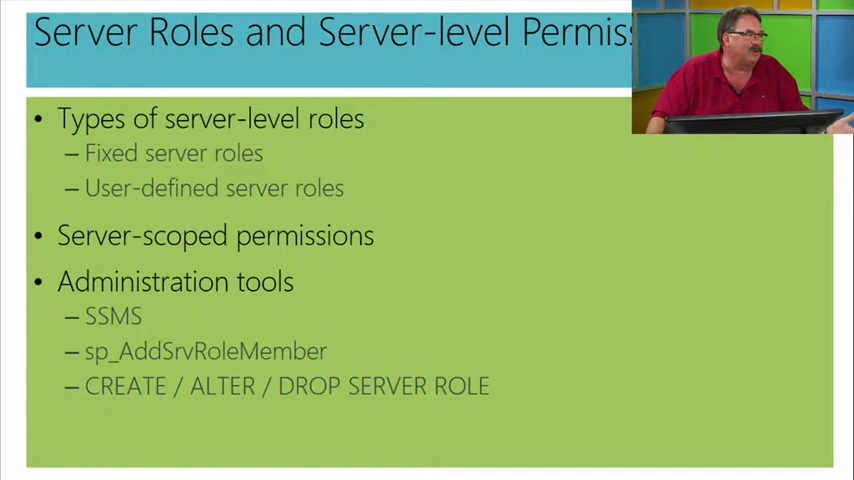 Server Roles and Server-level Permis
• Types of server-level roles
– Fixed server roles
– User-defined server roles
• Server-scoped permissions
• Administration tools
– SSMS
– sp_AddSrvRoleMember
– CREATE / ALTER / DROP SERVER ROLE